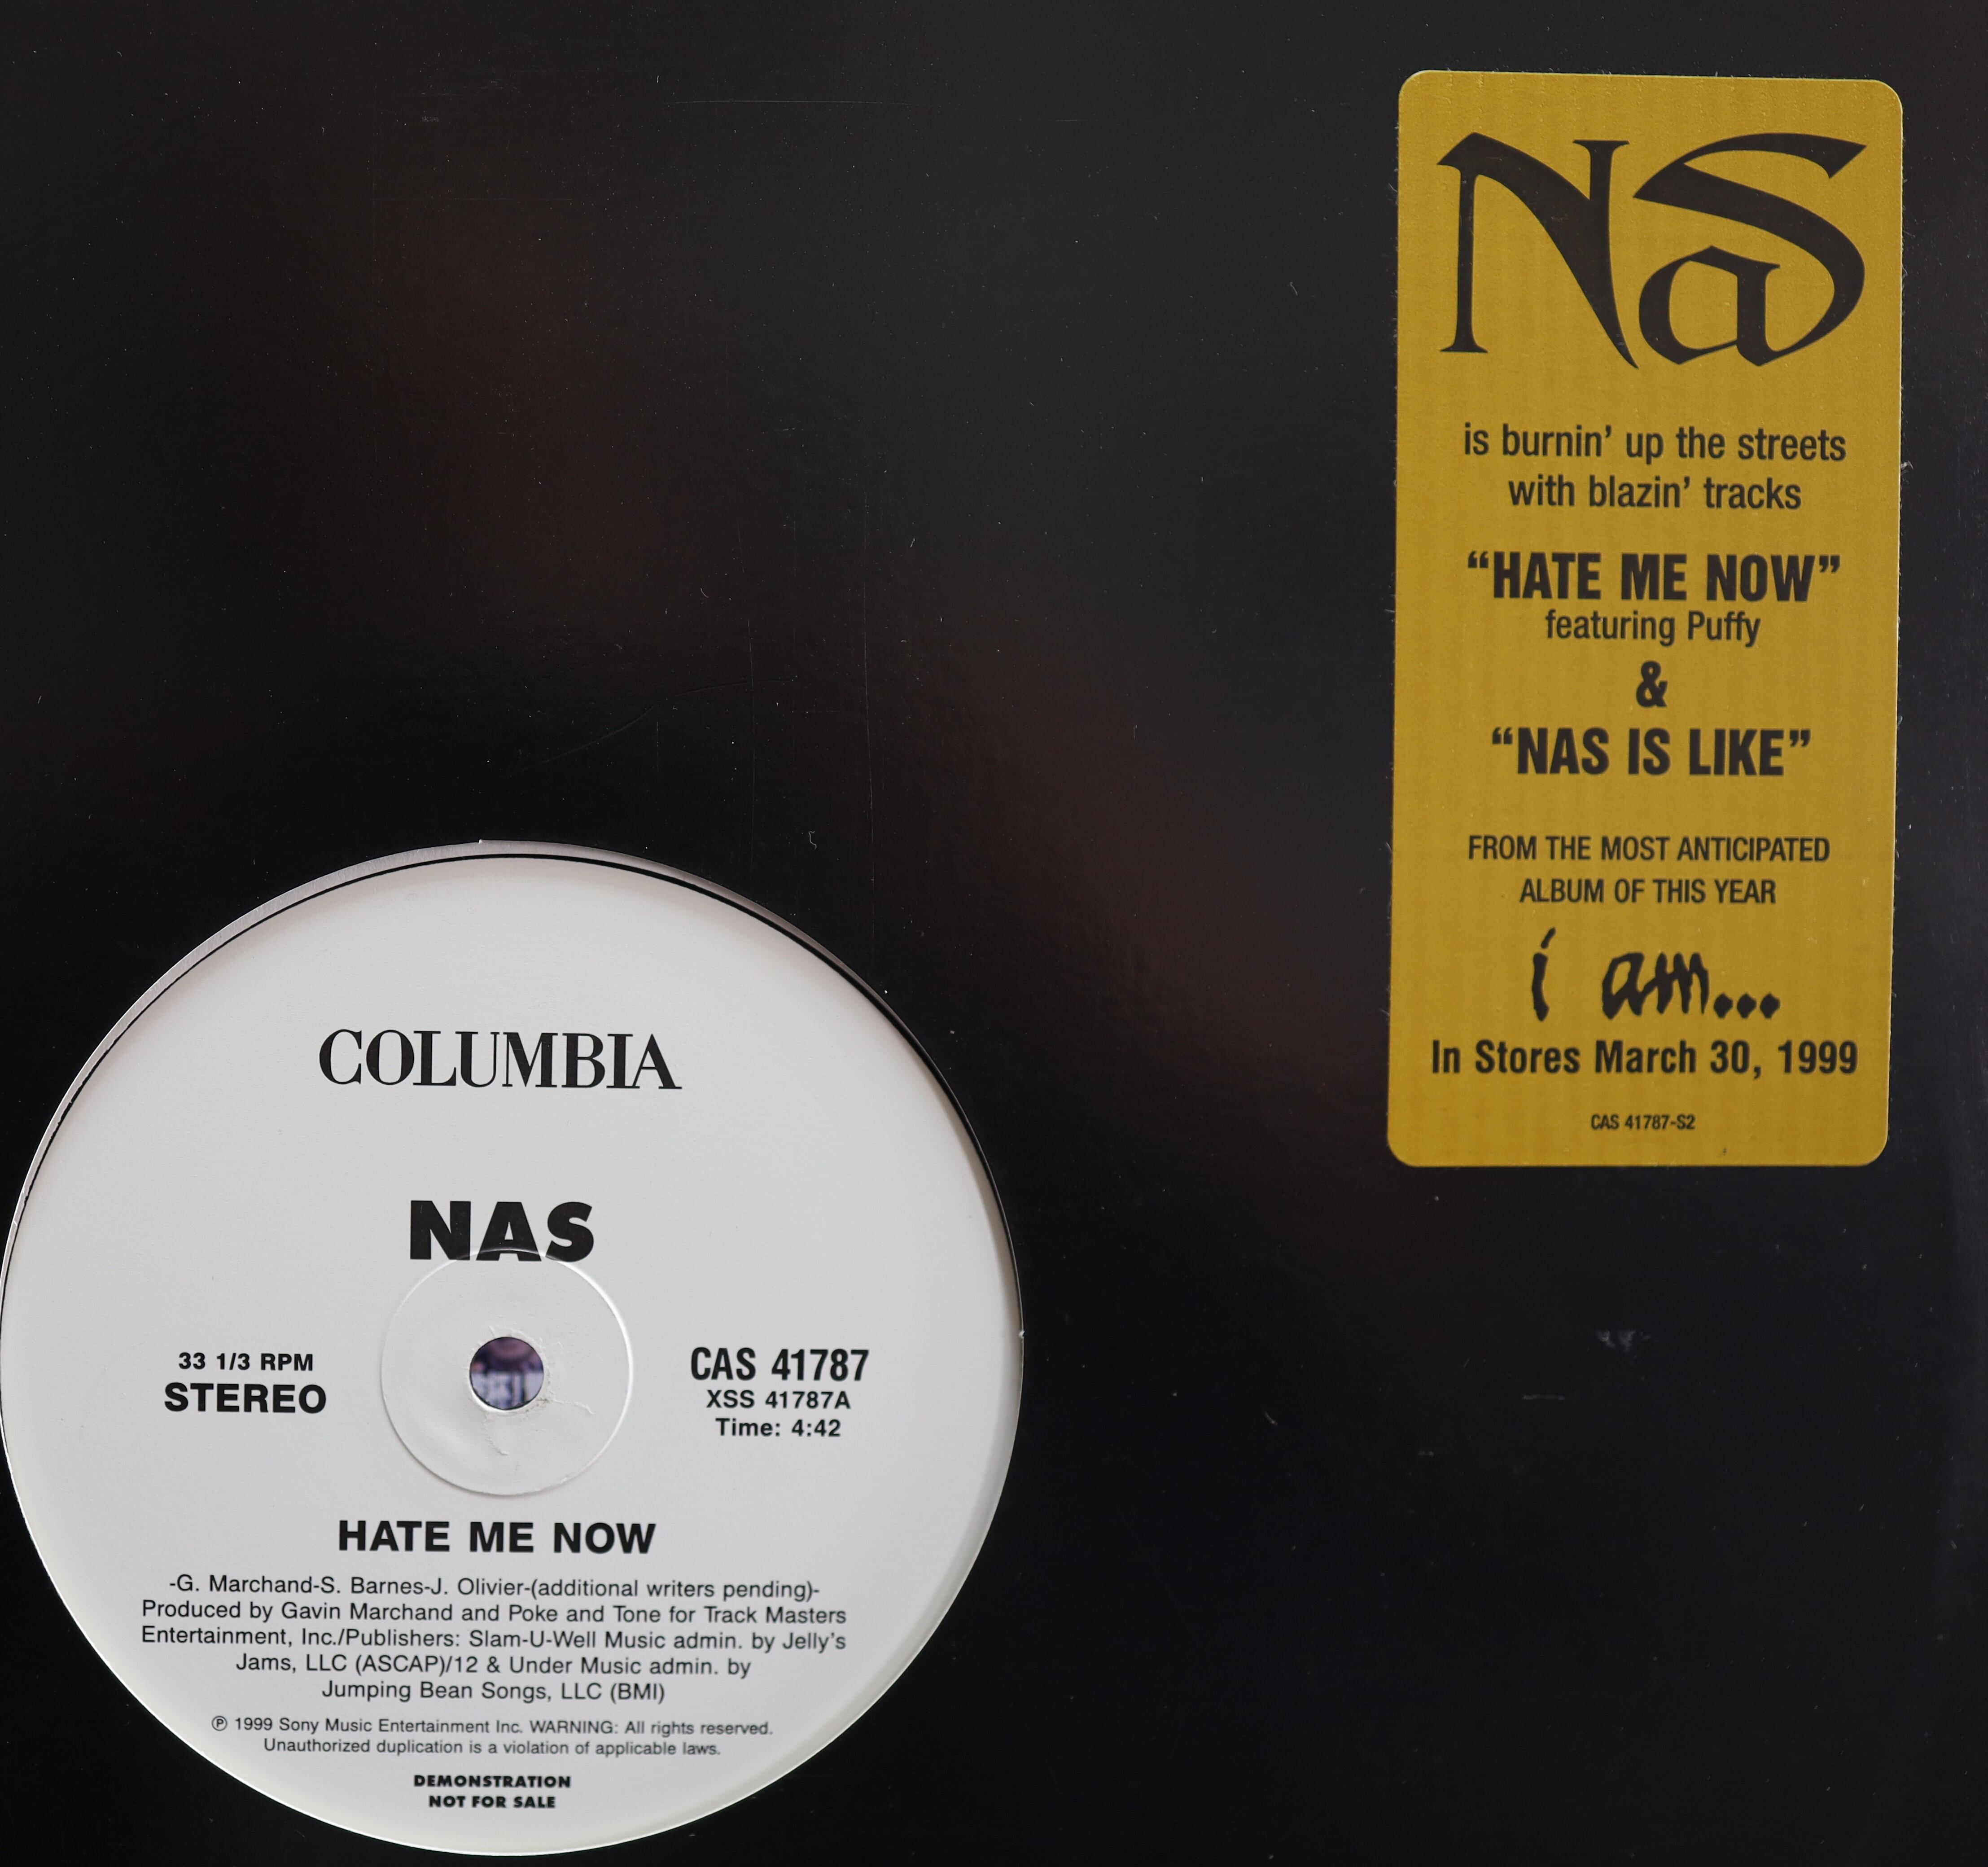 NaS
is burnin’ up the streets
with blazin’ tracks
“HATE ME NOW”
featuring Puffy
&
“NAS IS LIKE”
FROM THE MOST ANTICIPATED
ALBUM OF THIS YEAR
i am...
In Stores March 30, 1999
CAS 41787-S2
COLUMBIA
NAS
33 1/3 RPM
STEREO
CAS 41787
XSS 41787A
Time: 4:42
HATE ME NOW
-G. Marchand-S. Barnes-J. Olivier-(additional writers pending)-
Produced by Gavin Marchand and Poke and Tone for Track Masters
Entertainment, Inc./Publishers: Slam-U-Well Music admin. by Jelly’s
Jams, LLC (ASCAP)/12 & Under Music admin. by
Jumping Bean Songs, LLC (BMI)
℗ 1999 Sony Music Entertainment Inc. WARNING: All rights reserved.
Unauthorized duplication is a violation of applicable laws.
DEMONSTRATION
NOT FOR SALE